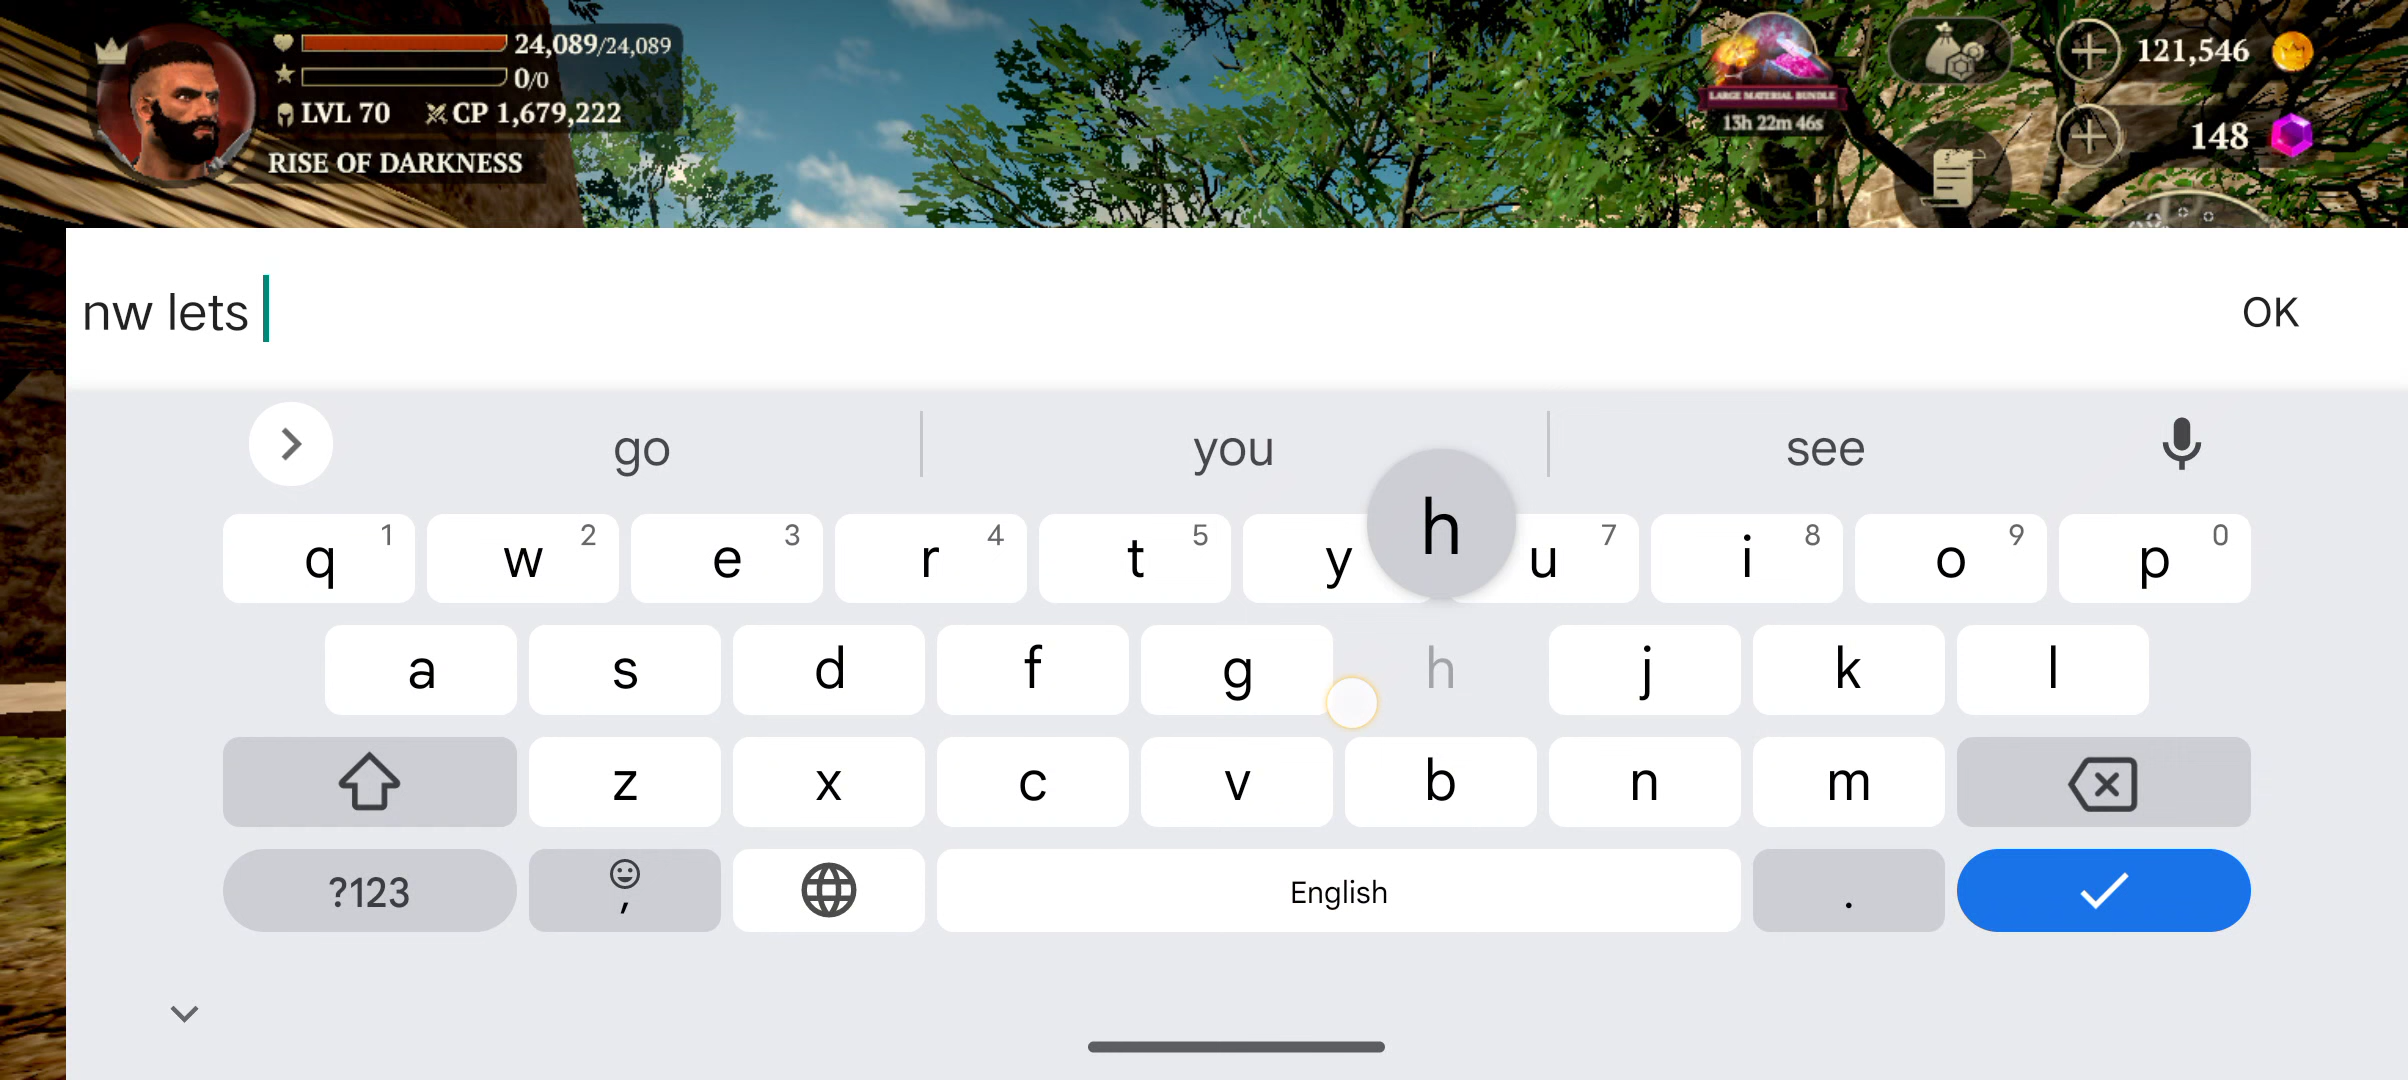 24,089/24,089
0/0
LVL 70 CP 1,679,222
RISE OF DARKNESS
LARGE MATERIAL BUNDLE
13h 22m 46s
121,546
148
nw lets
OK
go you see
h
q 1 w 2 e 3 r 4 t 5 y u 7 i 8 o 9 p 0
a s d f g h j k l
z x c v b n m
?123 , English .